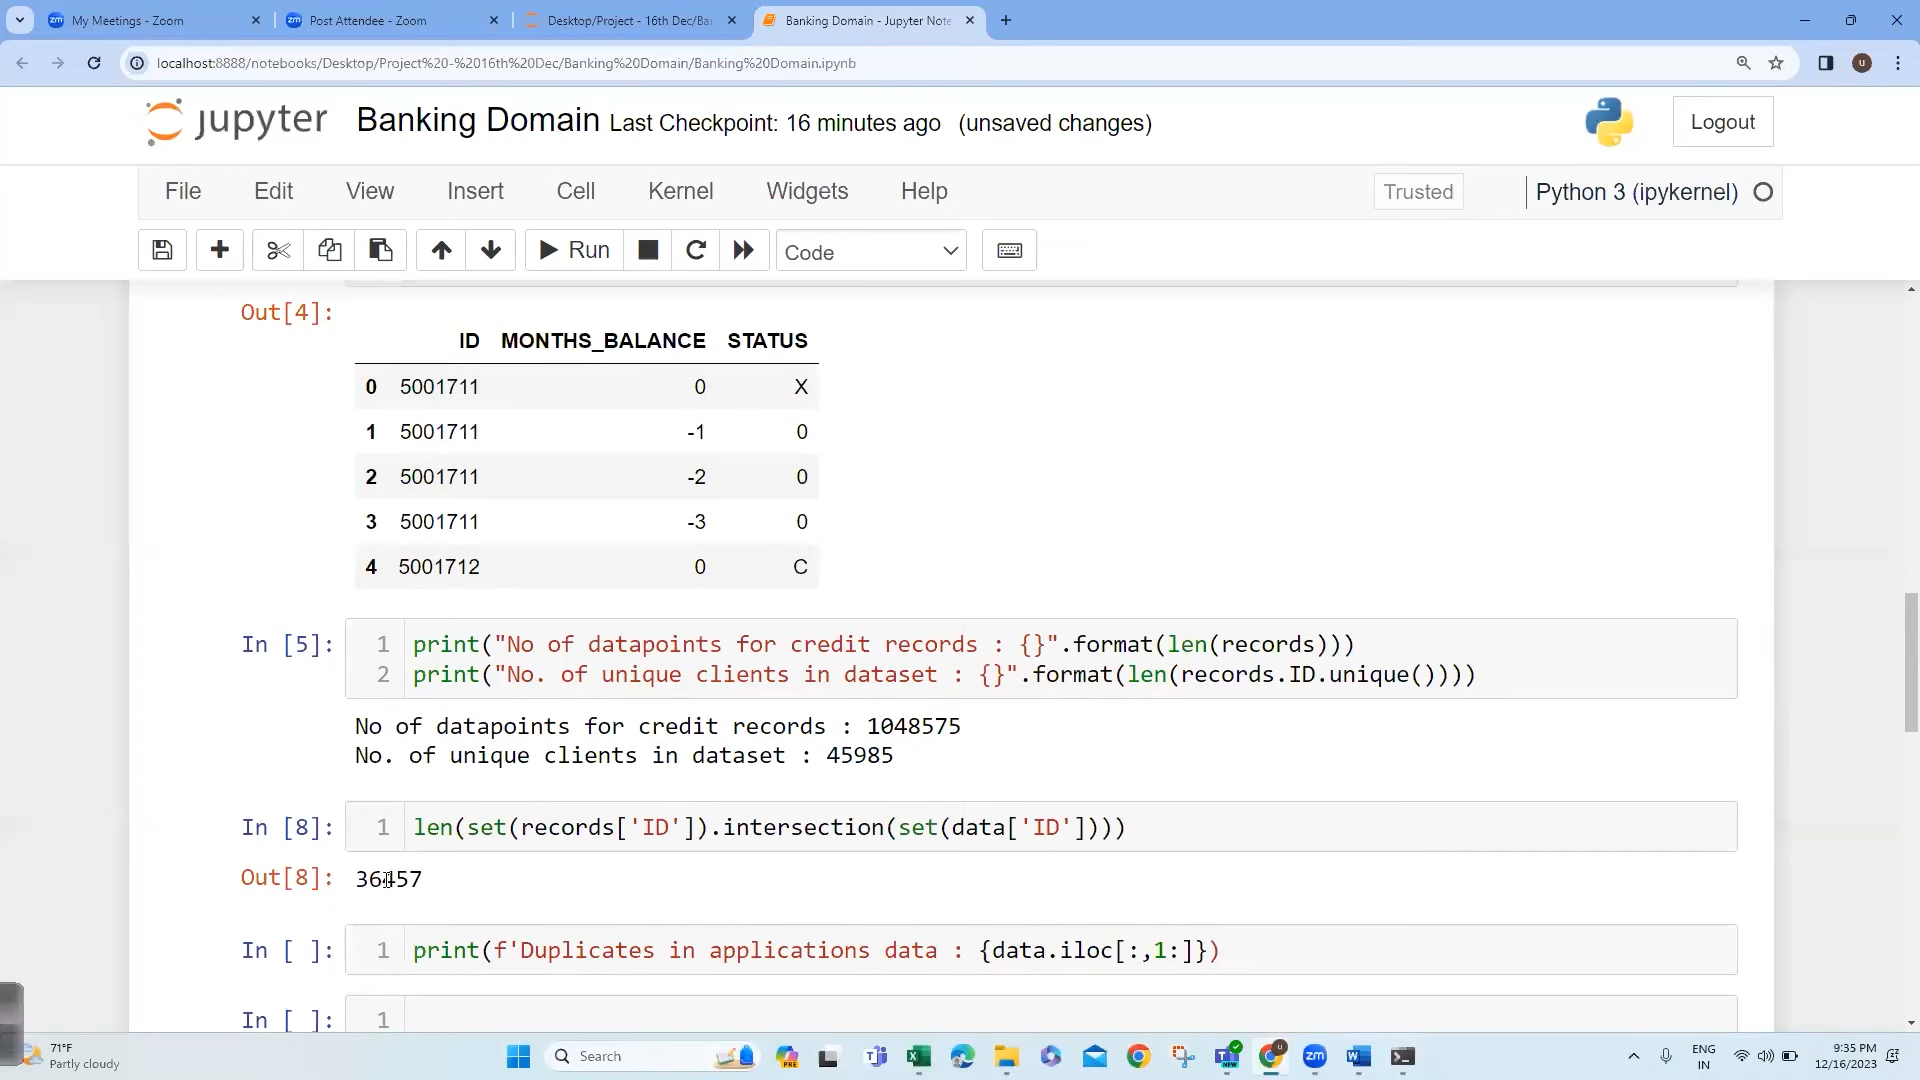 My Meetings - Zoom
Post Attendee - Zoom
Desktop/Project - 16th Dec/Ba
Banking Domain - Jupyter Note
localhost:8888/notebooks/Desktop/Project%20-%2016th%20Dec/Banking%20Domain/Banking%20Domain.ipynb
jupyter Banking Domain Last Checkpoint: 16 minutes ago (unsaved changes)
Logout
File Edit View Insert Cell Kernel Widgets Help
Trusted
Python 3 (ipykernel)
Run
Code
Out[4]:
ID MONTHS_BALANCE STATUS
0 5001711 0 X
1 5001711 -1 0
2 5001711 -2 0
3 5001711 -3 0
4 5001712 0 C
In [5]:
1 print("No of datapoints for credit records : {}".format(len(records)))
2 print("No. of unique clients in dataset : {}".format(len(records.ID.unique())))
No of datapoints for credit records : 1048575
No. of unique clients in dataset : 45985
In [8]: 1 len(set(records['ID']).intersection(set(data['ID'])))
Out[8]: 36457
In [ ]: 1 print(f'Duplicates in applications data : {data.iloc[:,1:]})
In [ ]: 1
71°F
Partly cloudy
Search
PRE
NEW
ENG
IN
9:35 PM
12/16/2023